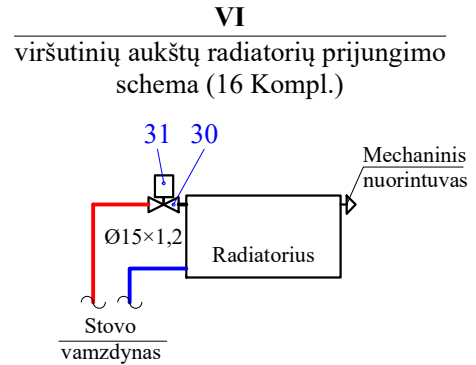 VI
viršutinių aukštų radiatorių prijungimo
schema (16 Kompl.)
31 30
Mechaninis
nuorintuvas
Ø15×1,2
Radiatorius
Stovo
vamzdynas